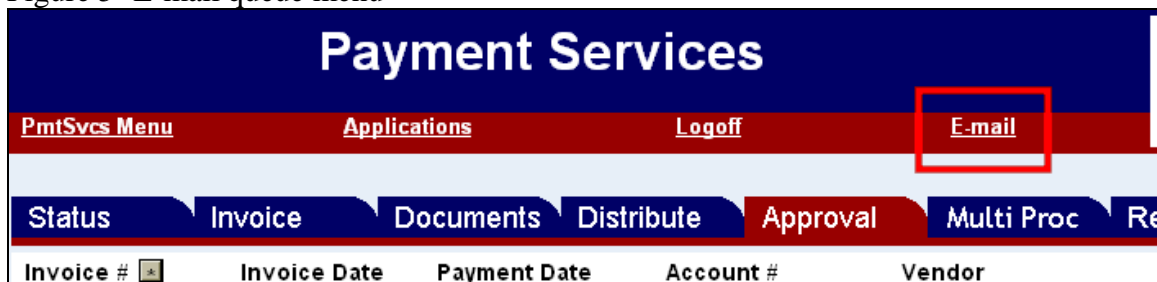 Payment Services
PmtSvcs Menu Applications Logoff E-mail
Status Invoice Documents Distribute Approval Multi Proc Re
Invoice # * Invoice Date Payment Date Account # Vendor